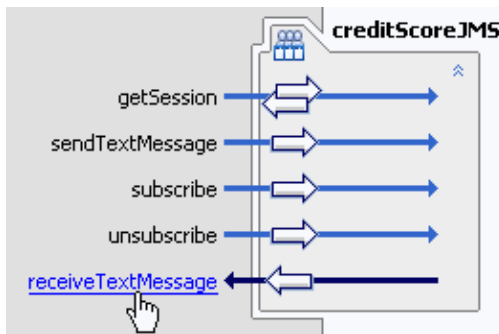 creditScoreJMS
getSession
sendTextMessage
subscribe
unsubscribe
receiveTextMessage